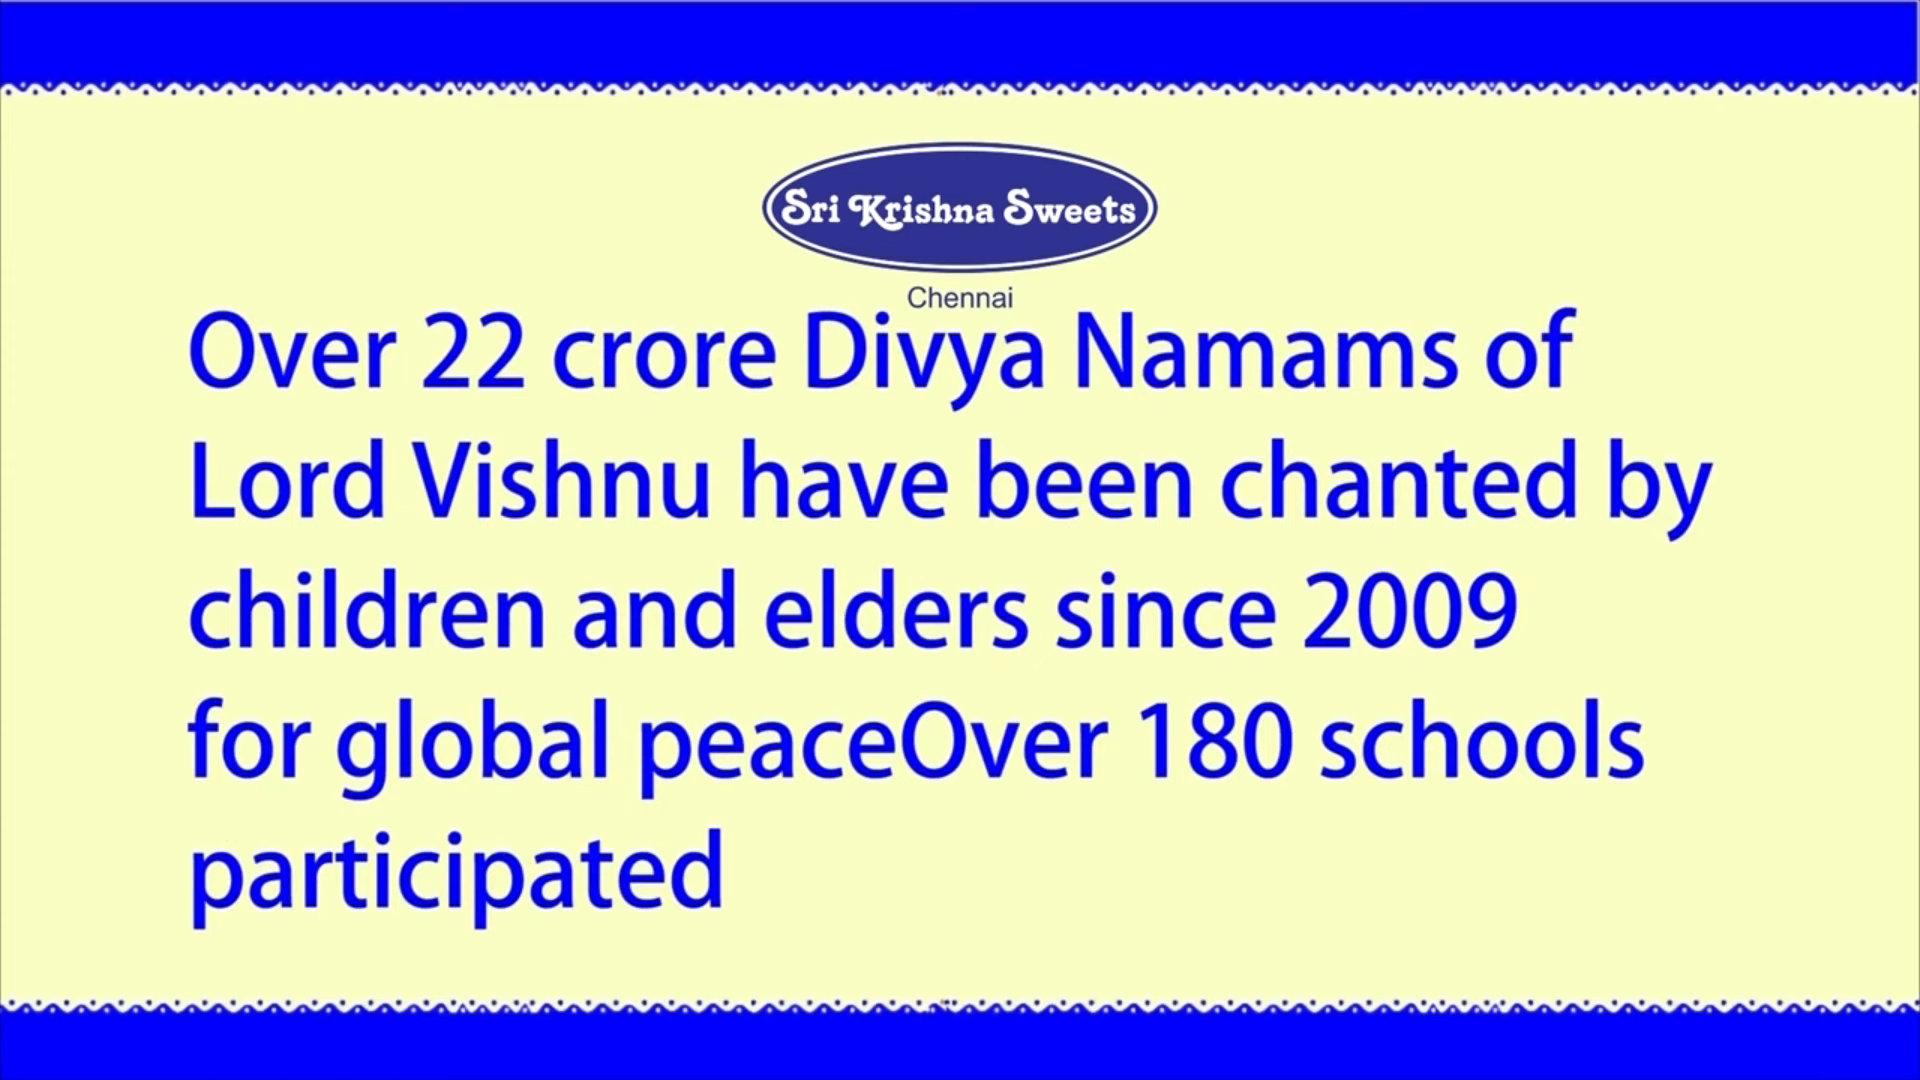 Sri Krishna Sweets
Chennai
Over 22 crore Divya Namams of
Lord Vishnu have been chanted by
children and elders since 2009
for global peaceOver 180 schools
participated